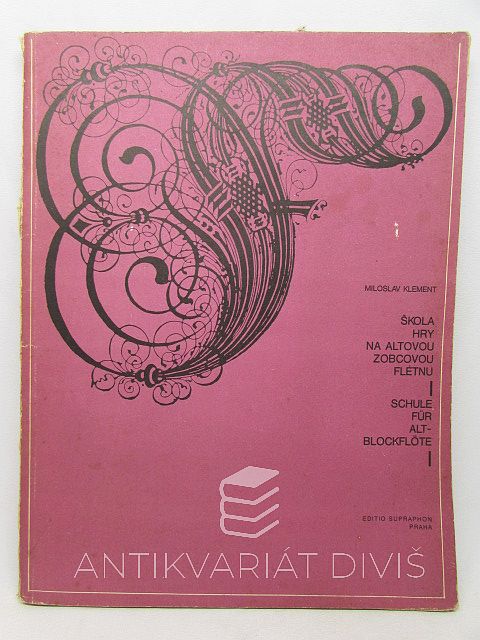 MILOSLAV KLEMENT
ŠKOLA
HRY
NA ALTOVOU
ZOBCOVOU
FLÉTNU
I
SCHULE
FÜR
ALT-
BLOCKFLÖTE
I
EDITIO SUPRAPHON
PRAHA
ANTIKVARIÁT DIVIŠ